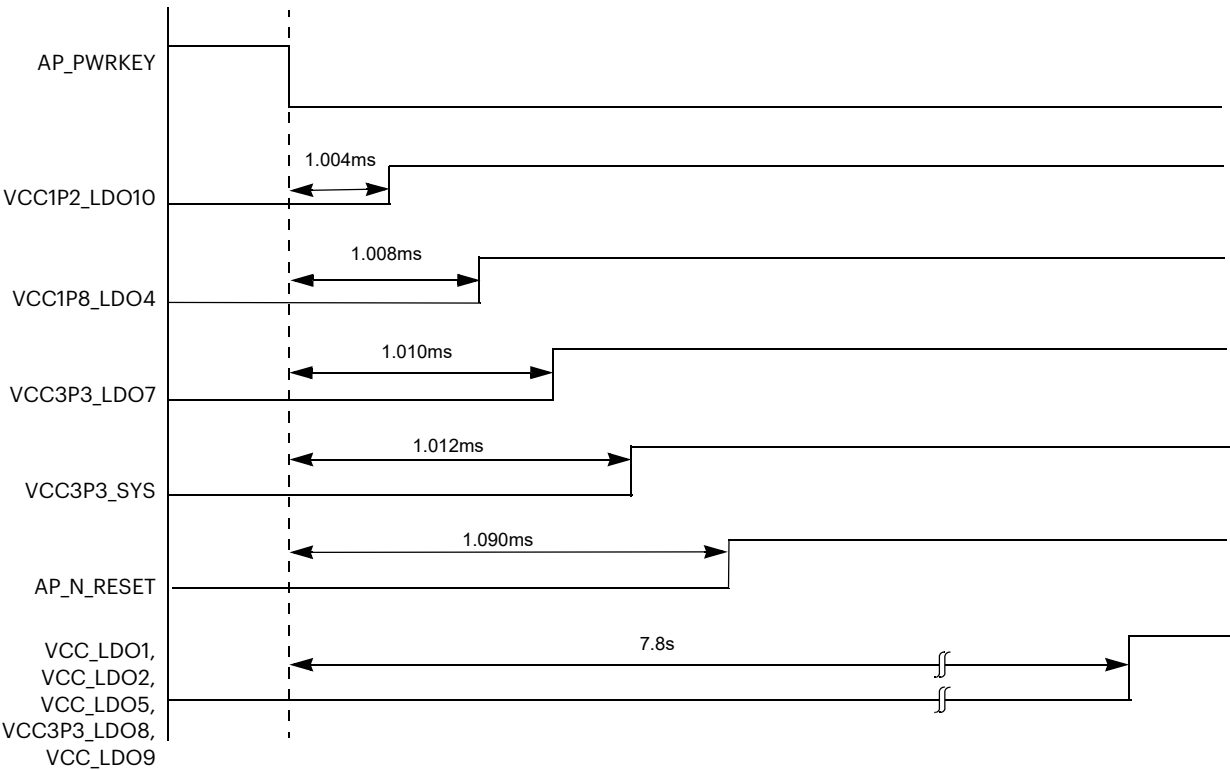 AP_PWRKEY
1.004ms
VCC1P2_LDO10
1.008ms
VCC1P8_LDO4
1.010ms
VCC3P3_LDO7
1.012ms
VCC3P3_SYS
1.090ms
AP_N_RESET
7.8s
VCC_LDO1,
VCC_LDO2,
VCC_LDO5,
VCC3P3_LDO8,
VCC_LDO9